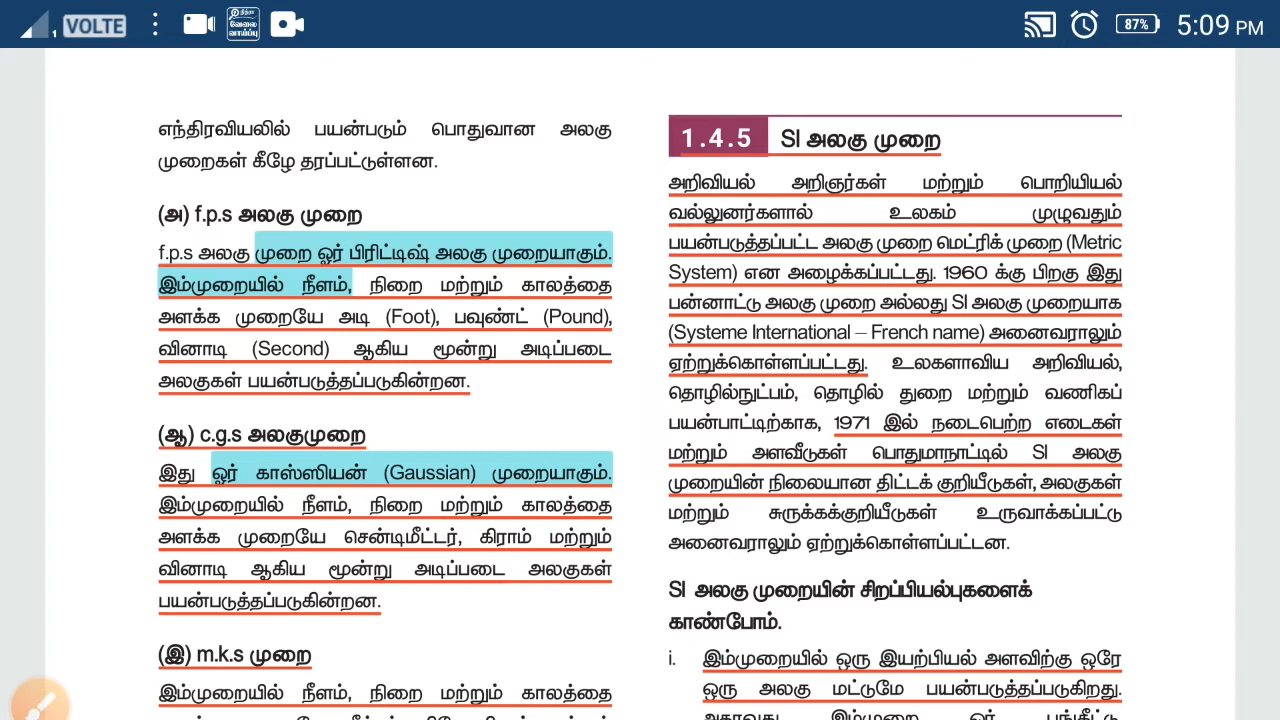 VOLTE
நித்ரா
வேலை
வாய்ப்பு
87%
5:09 PM
எந்திரவியலில் பயன்படும் பொதுவான அலகு
முறைகள் கீழே தரப்பட்டுள்ளன.
(அ) f.p.s அலகு முறை
f.p.s அலகு முறை ஓர் பிரிட்டிஷ் அலகு முறையாகும்.
இம்முறையில் நீளம், நிறை மற்றும் காலத்தை
அளக்க முறையே அடி (Foot), பவுண்ட் (Pound),
வினாடி (Second) ஆகிய மூன்று அடிப்படை
அலகுகள் பயன்படுத்தப்படுகின்றன.
(ஆ) c.g.s அலகுமுறை
இது ஓர் காஸ்ஸியன் (Gaussian) முறையாகும்.
இம்முறையில் நீளம், நிறை மற்றும் காலத்தை
அளக்க முறையே சென்டிமீட்டர், கிராம் மற்றும்
வினாடி ஆகிய மூன்று அடிப்படை அலகுகள்
பயன்படுத்தப்படுகின்றன.
(இ) m.k.s முறை
இம்முறையில் நீளம், நிறை மற்றும் காலத்தை
1.4.5 SI அலகு முறை
அறிவியல் அறிஞர்கள் மற்றும் பொறியியல்
வல்லுனர்களால் உலகம் முழுவதும்
பயன்படுத்தப்பட்ட அலகு முறை மெட்ரிக் முறை (Metric
System) என அழைக்கப்பட்டது. 1960 க்கு பிறகு இது
பன்னாட்டு அலகு முறை அல்லது SI அலகு முறையாக
(Systeme International – French name) அனைவராலும்
ஏற்றுக்கொள்ளப்பட்டது. உலகளாவிய அறிவியல்,
தொழில்நுட்பம், தொழில் துறை மற்றும் வணிகப்
பயன்பாட்டிற்காக, 1971 இல் நடைபெற்ற எடைகள்
மற்றும் அளவீடுகள் பொதுமாநாட்டில் SI அலகு
முறையின் நிலையான திட்டக் குறியீடுகள், அலகுகள்
மற்றும் சுருக்கக்குறியீடுகள் உருவாக்கப்பட்டு
அனைவராலும் ஏற்றுக்கொள்ளப்பட்டன.
SI அலகு முறையின் சிறப்பியல்புகளைக்
காண்போம்.
i. இம்முறையில் ஒரு இயற்பியல் அளவிற்கு ஒரே
ஒரு அலகு மட்டுமே பயன்படுத்தப்படுகிறது.
அதாவது இம்முறை ஓர் பங்கீட்டு